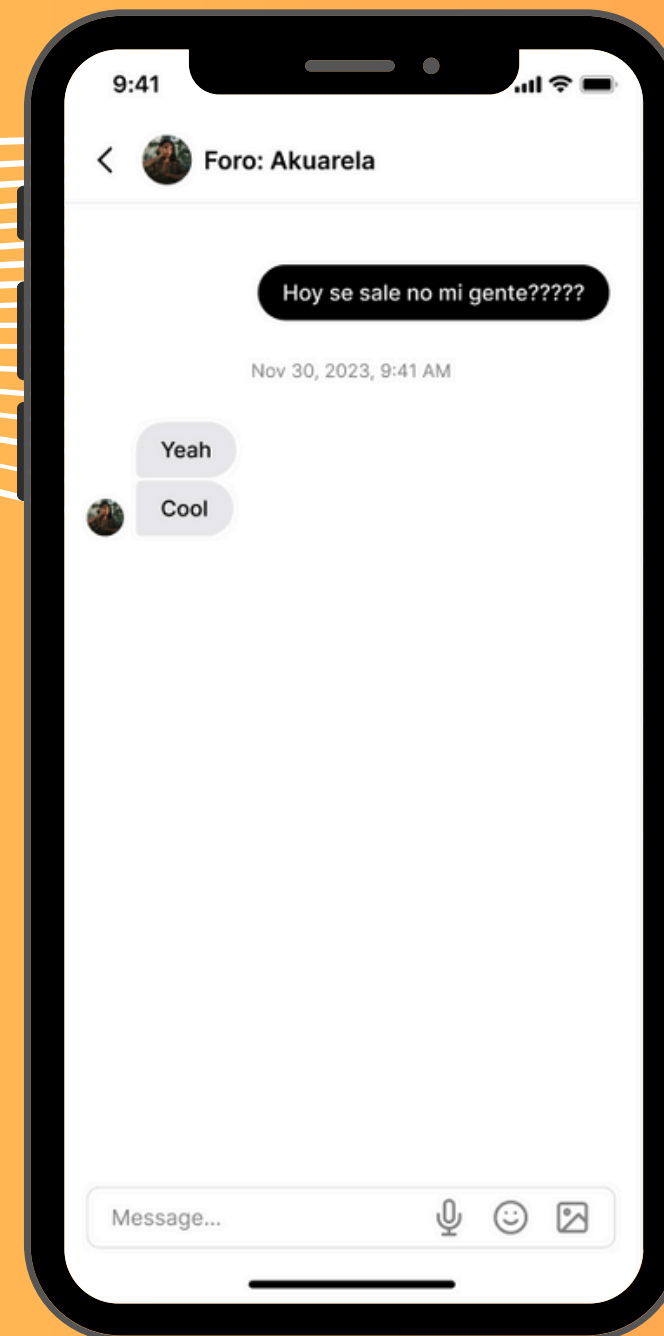 9:41
Foro: Akuarela
Hoy se sale no mi gente?????
Nov 30, 2023, 9:41 AM
Yeah
Cool
Message...